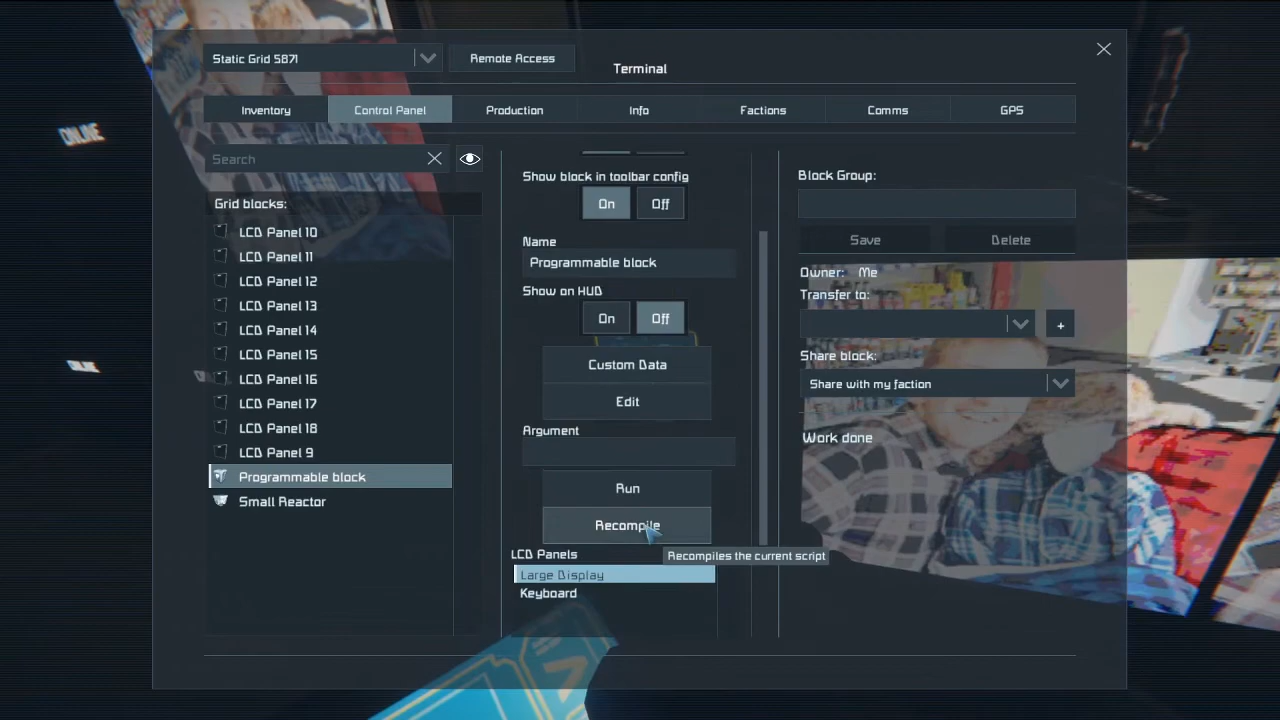 Static Grid 5871
Remote Access
Terminal
Inventory
Control Panel
Production
Info
Factions
Comms
GPS
ONLINE
ONLINE
Search
Grid blocks:
LCD Panel 10
LCD Panel 11
LCD Panel 12
LCD Panel 13
LCD Panel 14
LCD Panel 15
LCD Panel 16
LCD Panel 17
LCD Panel 18
LCD Panel 9
Programmable block
Small Reactor
Show block in toolbar config
On Off
Name
Programmable block
Show on HUD
On Off
Custom Data
Edit
Argument
Run
Recompile
Recompiles the current script
LCD Panels
Large Display
Keyboard
Block Group:
Save Delete
Owner: Me
Transfer to:
+
Share block:
Share with my faction
Work done